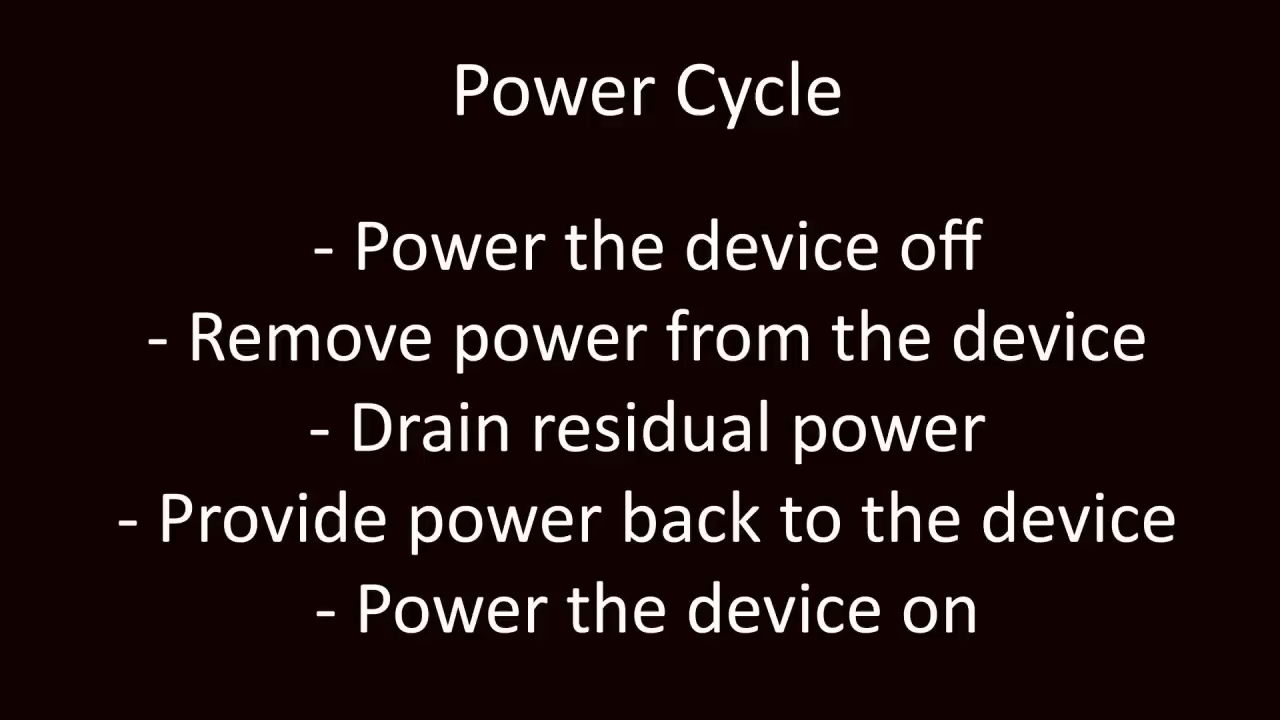 Power Cycle
- Power the device off
- Remove power from the device
- Drain residual power
- Provide power back to the device
- Power the device on